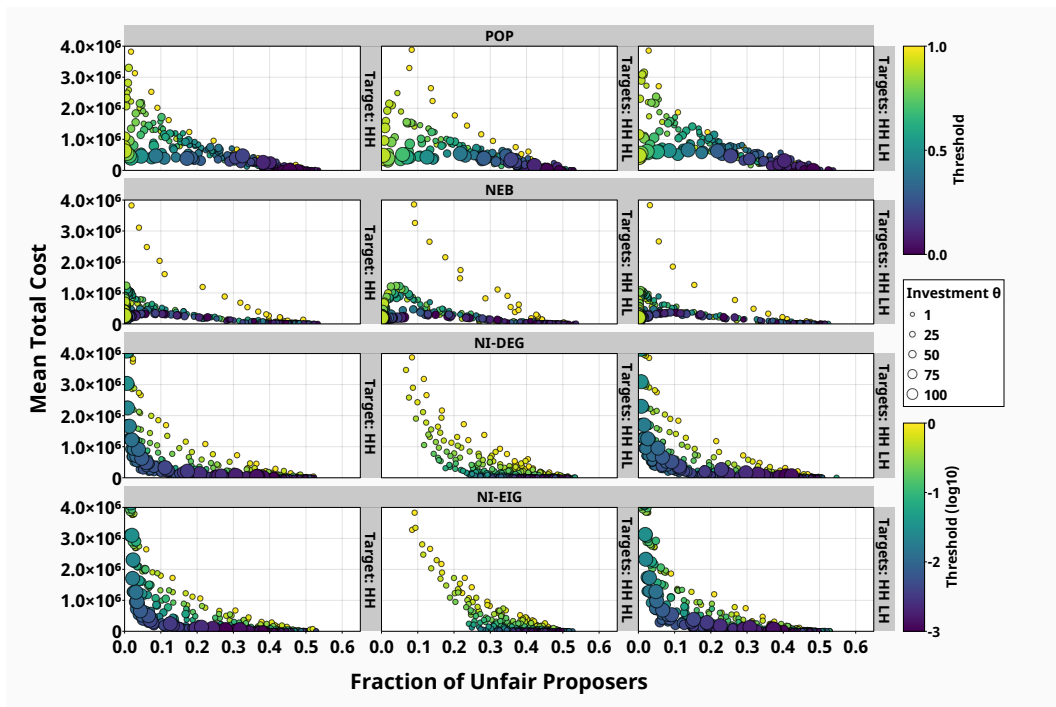 POP
4.0×10⁶
3.0×10⁶
2.0×10⁶
1.0×10⁶
0
Target: HH
Targets: HH HL
Targets: HH LH
NEB
4.0×10⁶
3.0×10⁶
2.0×10⁶
1.0×10⁶
0
Target: HH
Targets: HH HL
Targets: HH LH
NI-DEG
4.0×10⁶
3.0×10⁶
2.0×10⁶
1.0×10⁶
0
Target: HH
Targets: HH HL
Targets: HH LH
NI-EIG
4.0×10⁶
3.0×10⁶
2.0×10⁶
1.0×10⁶
0
Target: HH
Targets: HH HL
Targets: HH LH
0.0 0.1 0.2 0.3 0.4 0.5 0.6
0.0 0.1 0.2 0.3 0.4 0.5 0.6
0.0 0.1 0.2 0.3 0.4 0.5 0.6
Mean Total Cost
Fraction of Unfair Proposers
1.0
0.5
0.0
Threshold
Investment θ
1
25
50
75
100
0
-1
-2
-3
Threshold (log10)